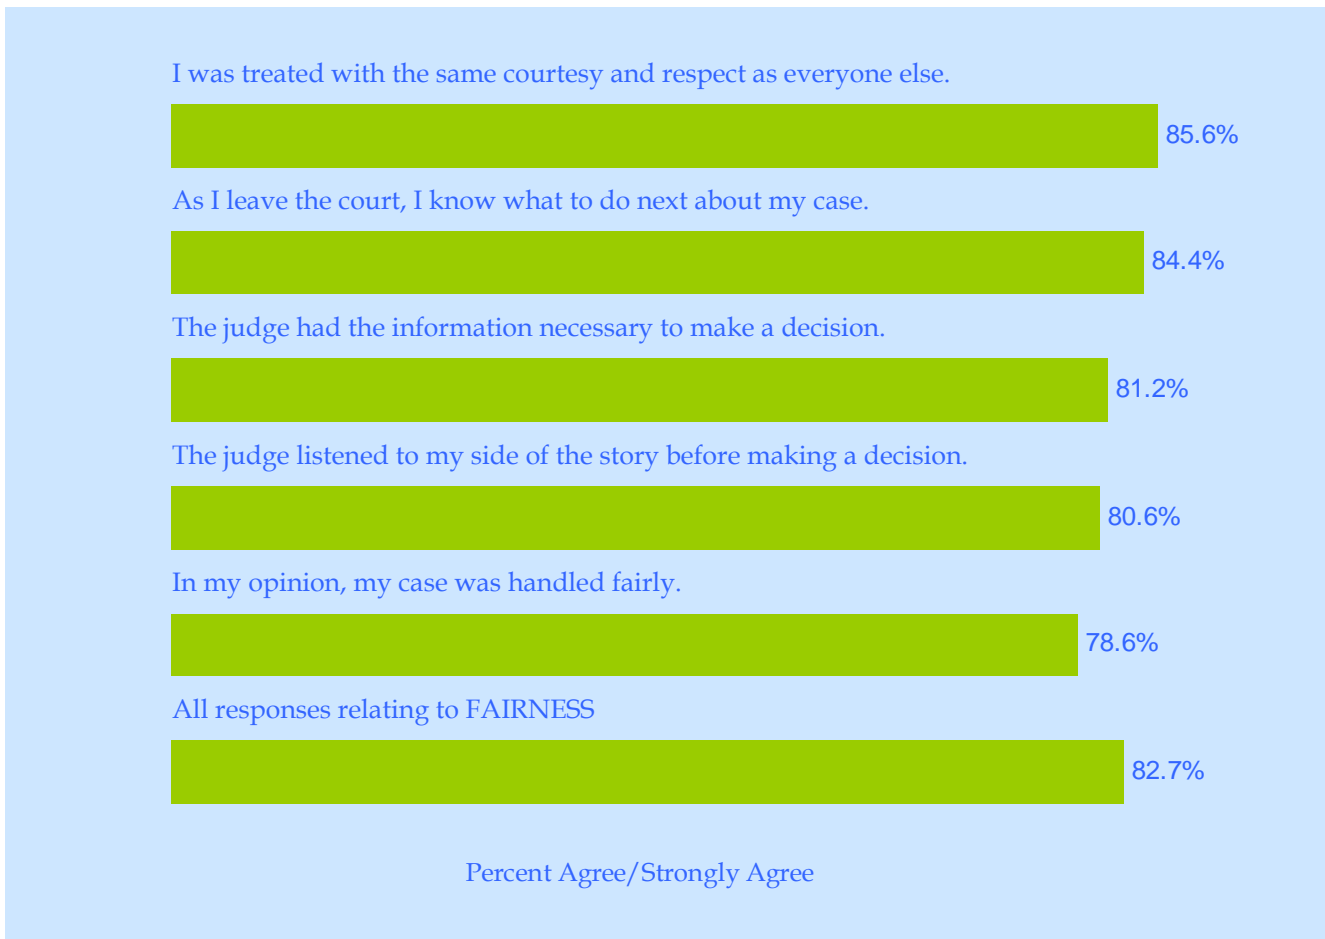 I was treated with the same courtesy and respect as everyone else.
85.6%
As I leave the court, I know what to do next about my case.
84.4%
The judge had the information necessary to make a decision.
81.2%
The judge listened to my side of the story before making a decision.
80.6%
In my opinion, my case was handled fairly.
78.6%
All responses relating to FAIRNESS
82.7%
Percent Agree/Strongly Agree